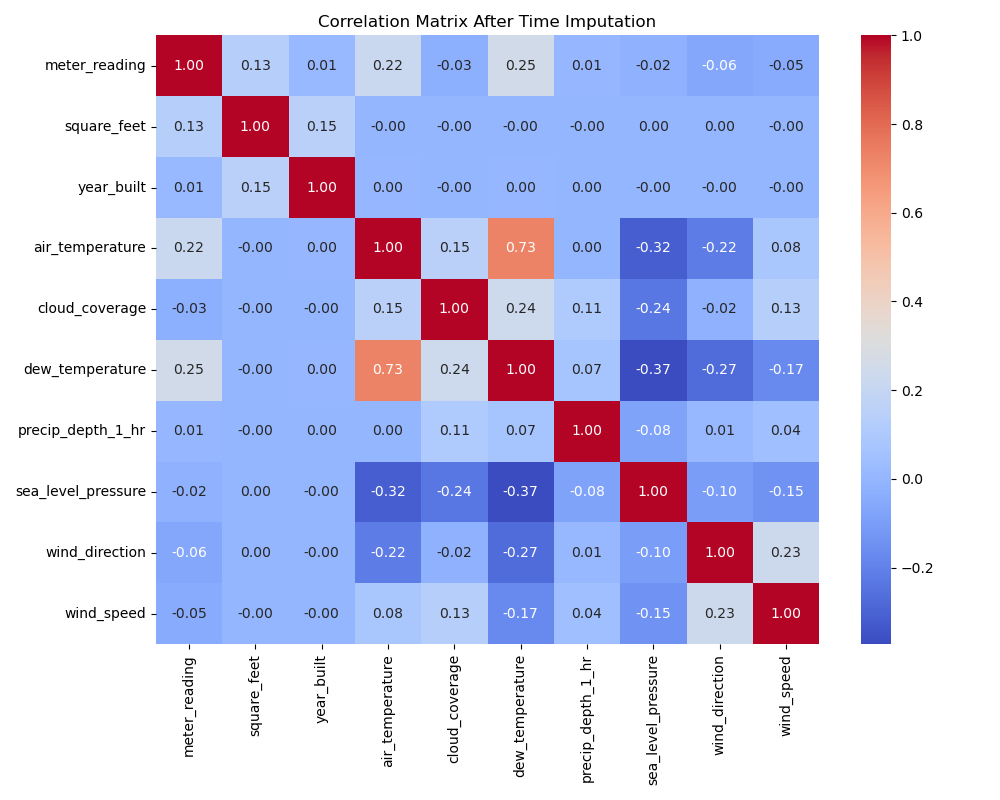 Correlation Matrix After Time Imputation
meter_reading 1.00 0.13 0.01 0.22 -0.03 0.25 0.01 -0.02 -0.06 -0.05
square_feet 0.13 1.00 0.15 -0.00 -0.00 -0.00 -0.00 0.00 0.00 -0.00
year_built 0.01 0.15 1.00 0.00 -0.00 0.00 0.00 -0.00 -0.00 -0.00
air_temperature 0.22 -0.00 0.00 1.00 0.15 0.73 0.00 -0.32 -0.22 0.08
cloud_coverage -0.03 -0.00 -0.00 0.15 1.00 0.24 0.11 -0.24 -0.02 0.13
dew_temperature 0.25 -0.00 0.00 0.73 0.24 1.00 0.07 -0.37 -0.27 -0.17
precip_depth_1_hr 0.01 -0.00 0.00 0.00 0.11 0.07 1.00 -0.08 0.01 0.04
sea_level_pressure -0.02 0.00 -0.00 -0.32 -0.24 -0.37 -0.08 1.00 -0.10 -0.15
wind_direction -0.06 0.00 -0.00 -0.22 -0.02 -0.27 0.01 -0.10 1.00 0.23
wind_speed -0.05 -0.00 -0.00 0.08 0.13 -0.17 0.04 -0.15 0.23 1.00
meter_reading
square_feet
year_built
air_temperature
cloud_coverage
dew_temperature
precip_depth_1_hr
sea_level_pressure
wind_direction
wind_speed
1.0
0.8
0.6
0.4
0.2
0.0
−0.2